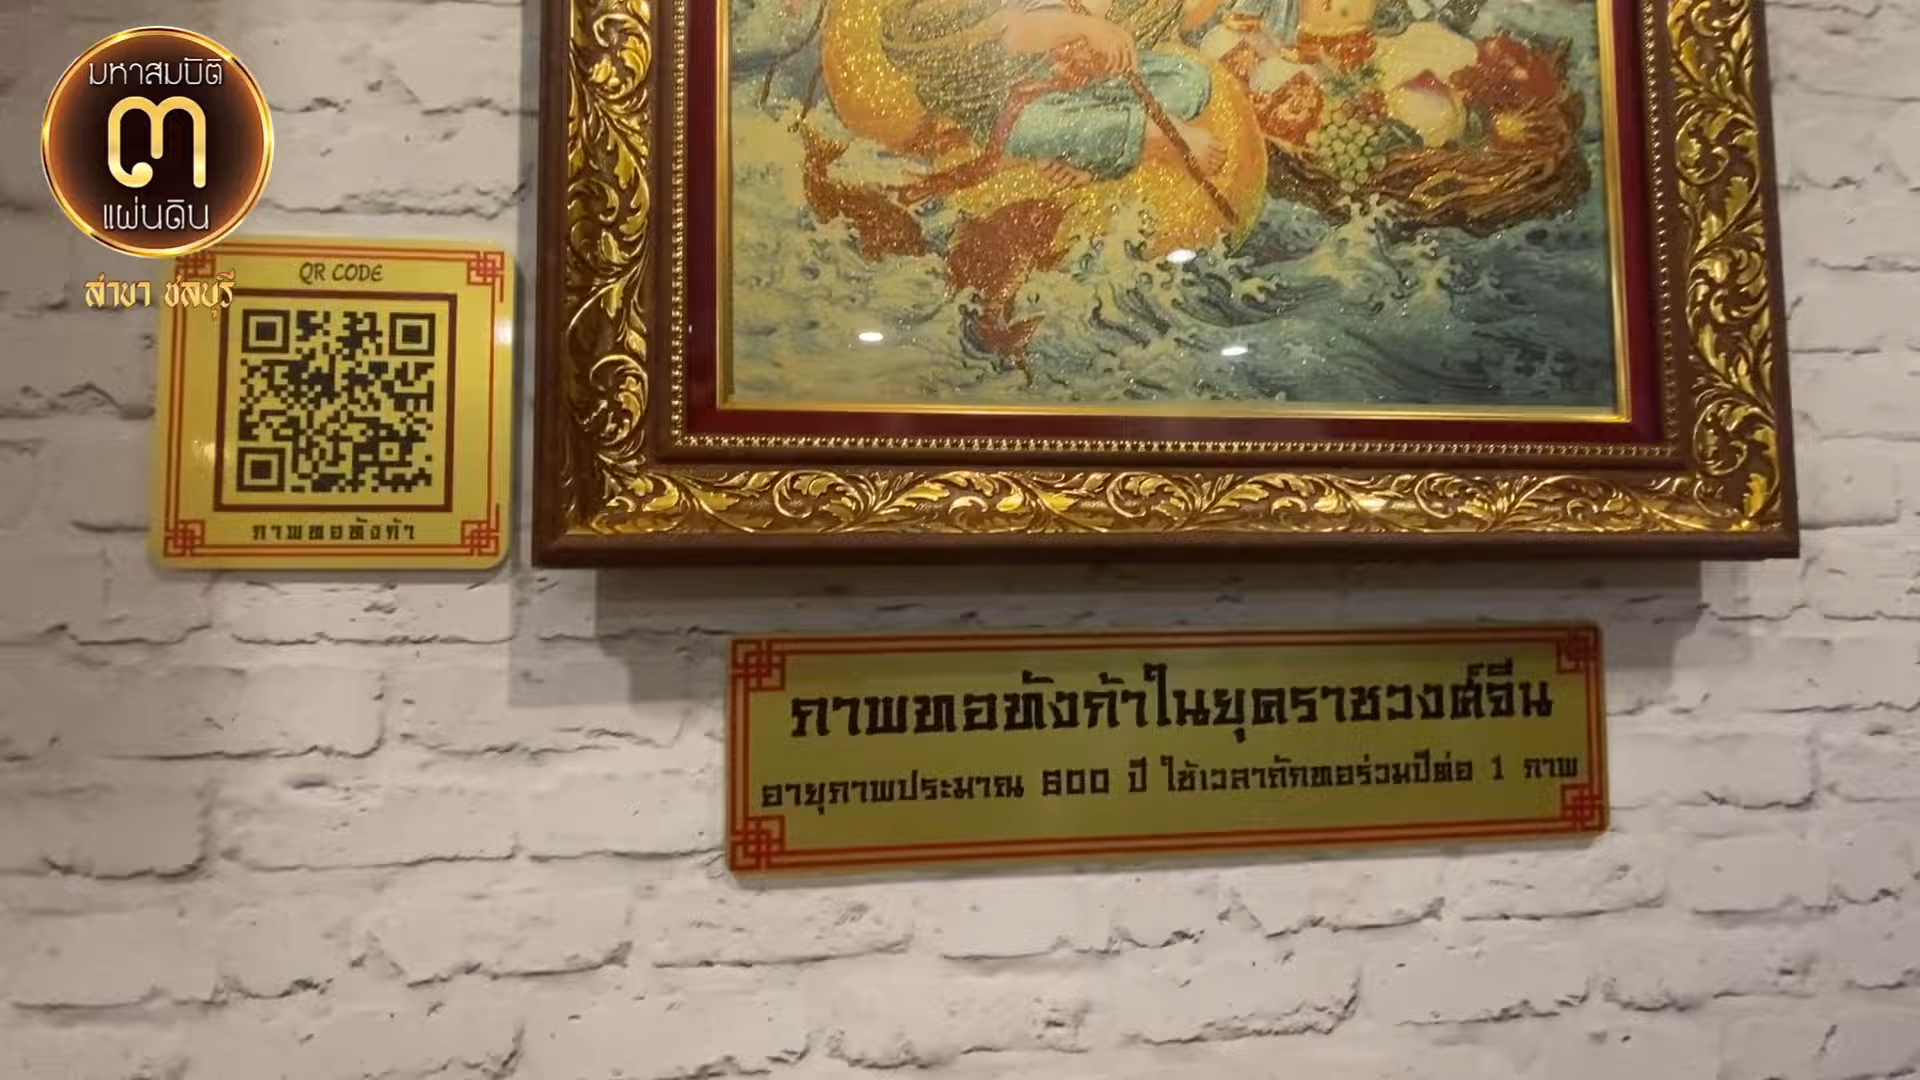 มหาสมบัติ
๓
แผ่นดิน
สาขา ชลบุรี
QR CODE
ภาพทอทังก้า
ภาพทอทังก้าในยุคราชวงศ์จีน
อายุภาพประมาณ 600 ปี ใช้เวลาถักทอร่วมปีต่อ 1 ภาพ